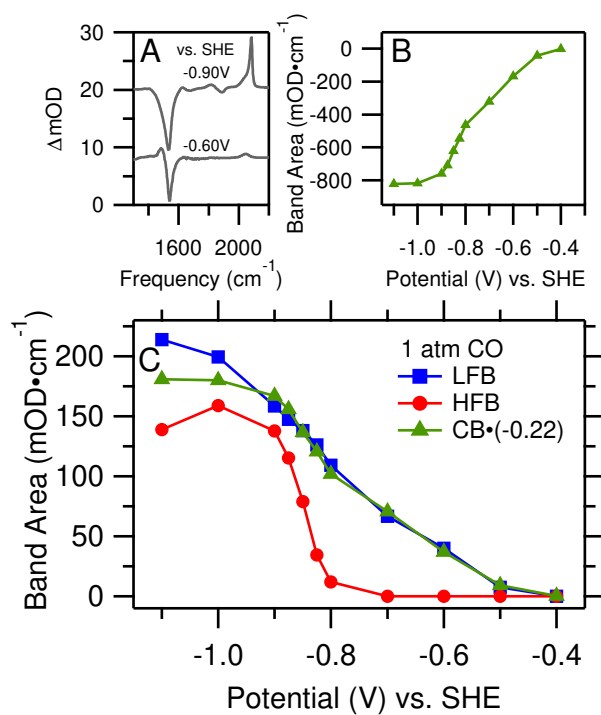 A
vs. SHE
-0.90V
-0.60V
30
20
10
0
ΔmOD
1600
2000
Frequency (cm⁻¹)
B
0
-200
-400
-600
-800
Band Area (mOD•cm⁻¹)
-1.0
-0.8
-0.6
-0.4
Potential (V) vs. SHE
C
1 atm CO
LFB
HFB
CB•(-0.22)
200
150
100
50
0
Band Area (mOD•cm⁻¹)
-1.0
-0.8
-0.6
-0.4
Potential (V) vs. SHE